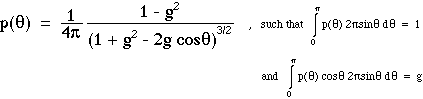 p(θ) = 1/4π (1 - g²)/(1 + g² - 2g cosθ)^3/2 , such that ∫₀^π p(θ) 2πsinθ dθ = 1
and ∫₀^π p(θ) cosθ 2πsinθ dθ = g